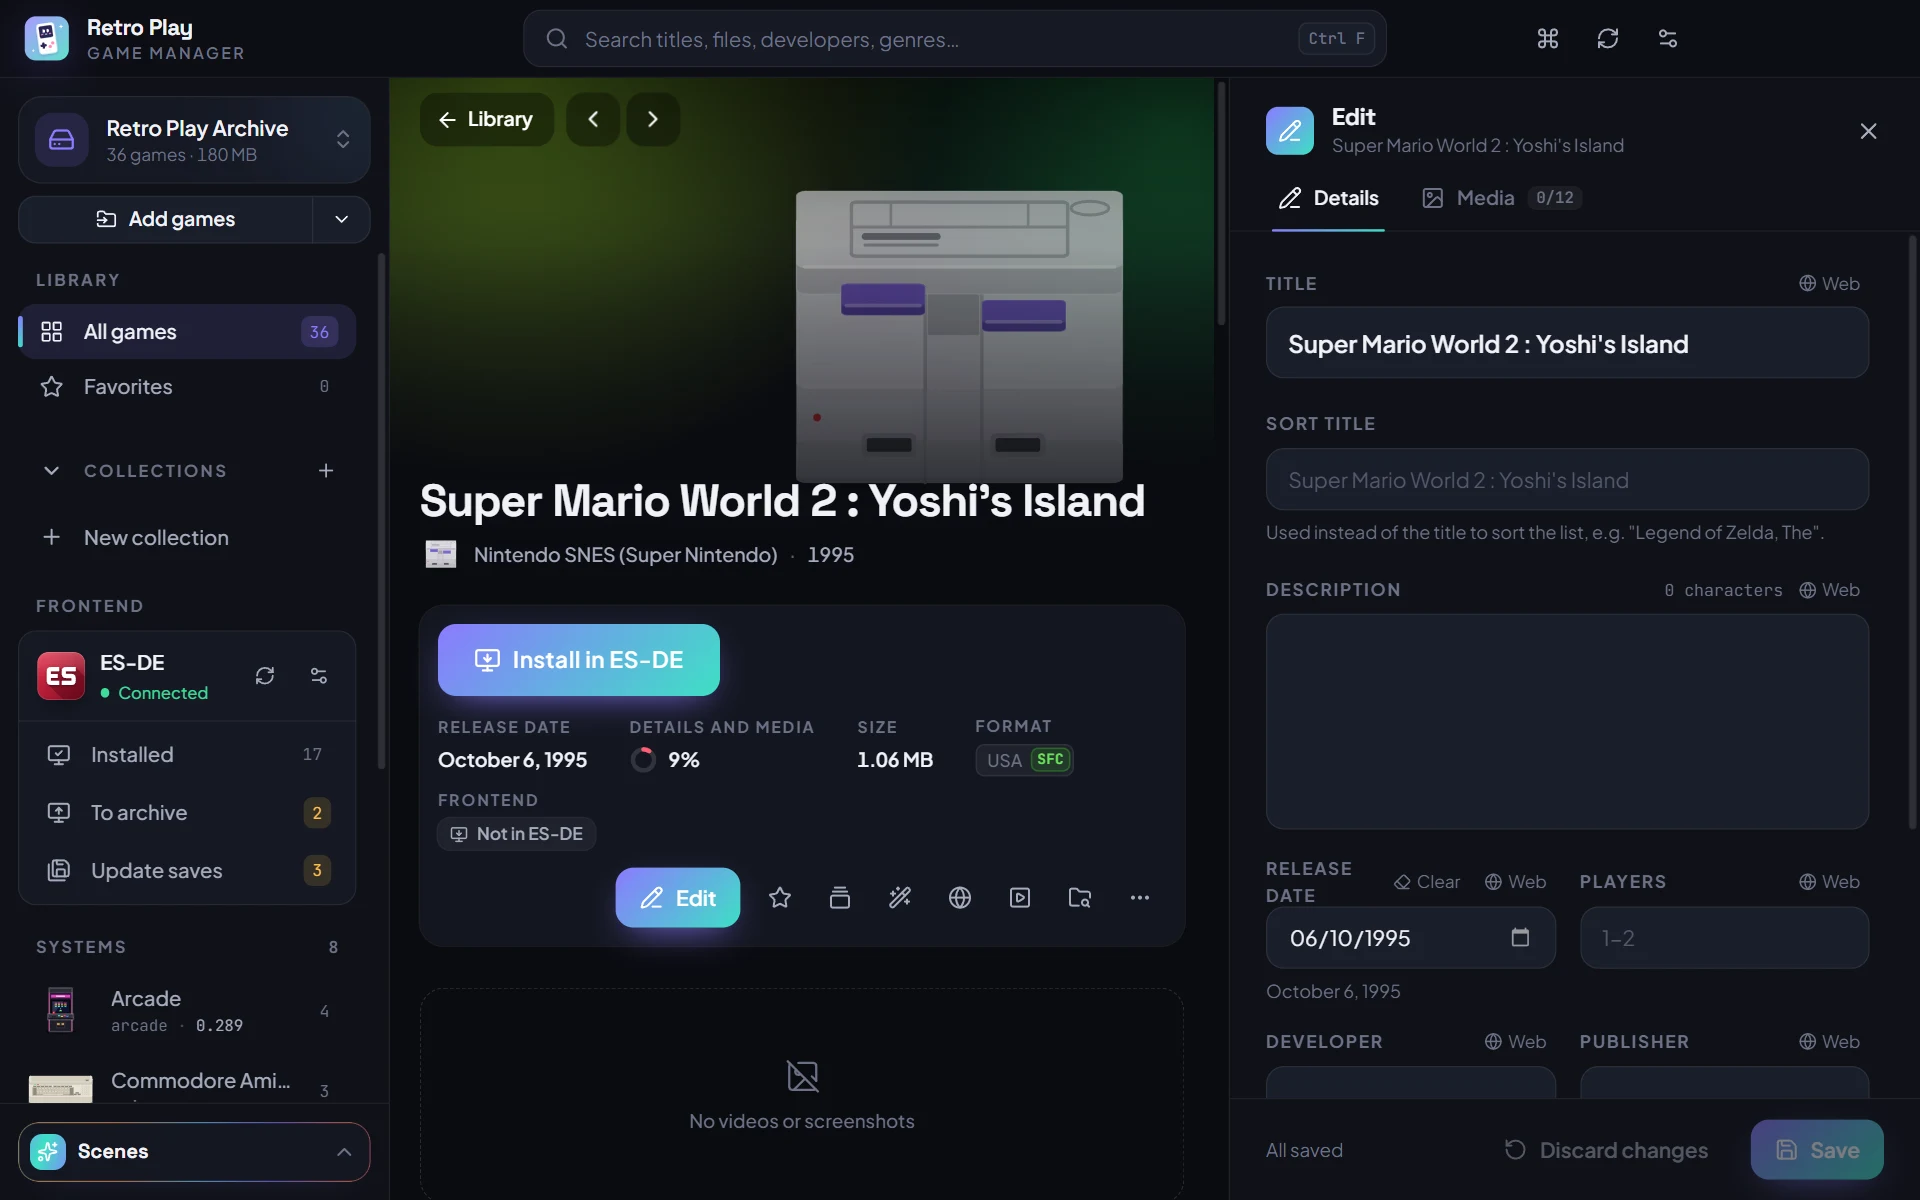 Retro Play
GAME MANAGER
Search titles, files, developers, genres...
Ctrl F
Retro Play Archive
36 games · 180 MB
Add games
LIBRARY
All games
36
Favorites
0
COLLECTIONS
New collection
FRONTEND
ES
ES-DE
Connected
Installed
17
To archive
2
Update saves
3
SYSTEMS
8
Arcade
arcade · 0.289
4
Commodore Ami...
3
Scenes
Library
Super Mario World 2 : Yoshi's Island
Nintendo SNES (Super Nintendo) · 1995
Install in ES-DE
RELEASE DATE
October 6, 1995
DETAILS AND MEDIA
9%
SIZE
1.06 MB
FORMAT
USA SFC
FRONTEND
Not in ES-DE
Edit
No videos or screenshots
Edit
Super Mario World 2 : Yoshi's Island
Details
Media
0/12
TITLE
Web
Super Mario World 2 : Yoshi's Island
SORT TITLE
Super Mario World 2 : Yoshi's Island
Used instead of the title to sort the list, e.g. "Legend of Zelda, The".
DESCRIPTION
0 characters
Web
RELEASE DATE
Clear
Web
06/10/1995
October 6, 1995
PLAYERS
Web
1-2
DEVELOPER
Web
PUBLISHER
Web
All saved
Discard changes
Save